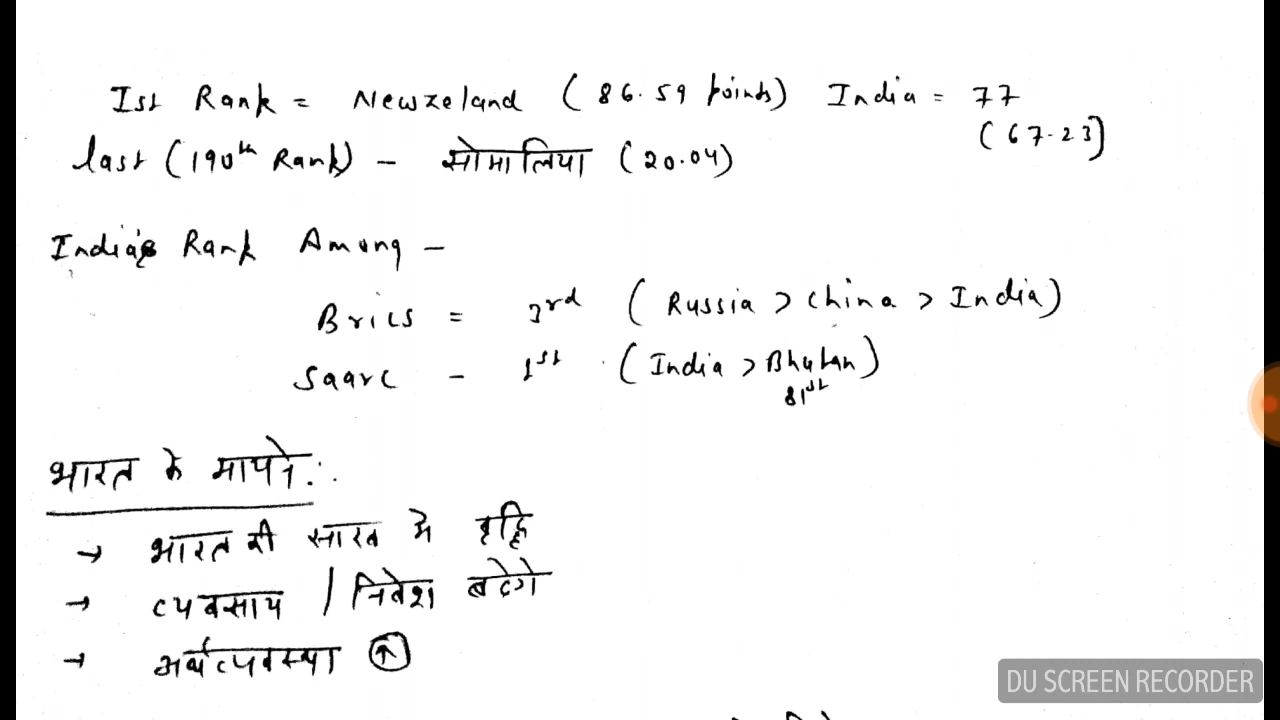 Ist Rank = Newzeland (86.59 points) India = 77
(67.23)
last (190th Rank) - सोमालिया (20.04)
India's Rank Among -
Brics = 3rd (Russia > China > India)
Saarc - 1st (India > Bhutan)
81st
भारत के मायने :
→ भारत की साख में वृद्धि
→ व्यवसाय / निवेश बढेगे
→ अर्थव्यवस्था ↑
DU SCREEN RECORDER